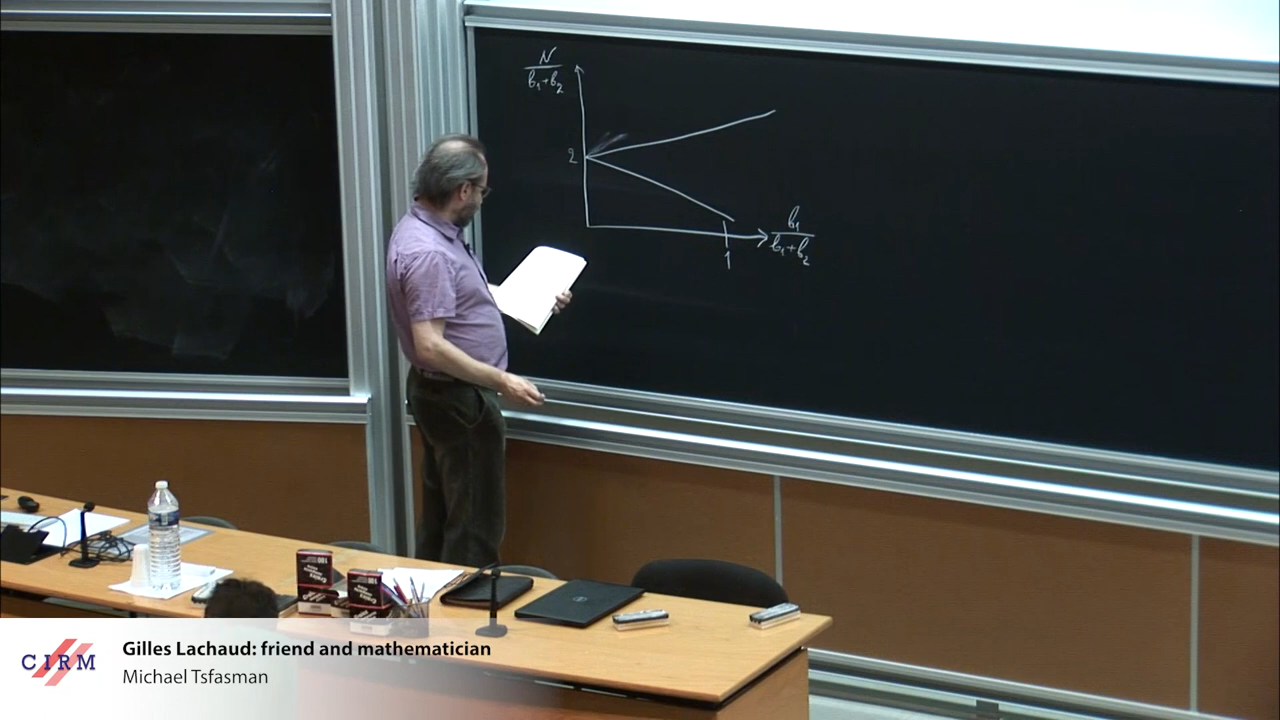 N
b₁+b₂
2
b₁
b₁+b₂
1
CIRM
Gilles Lachaud: friend and mathematician
Michael Tsfasman